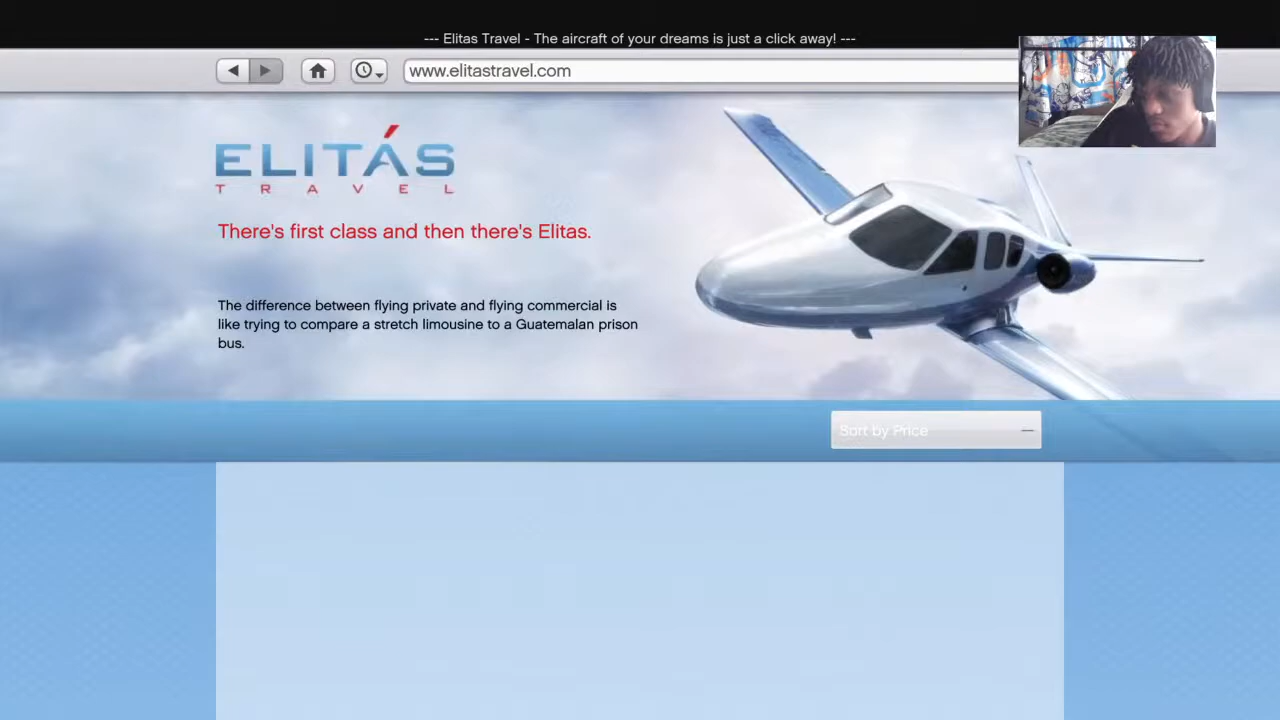 --- Elitas Travel - The aircraft of your dreams is just a click away! ---
www.elitastravel.com
ELITÁS
TRAVEL
There's first class and then there's Elitas.
The difference between flying private and flying commercial is
like trying to compare a stretch limousine to a Guatemalan prison
bus.
Sort by Price